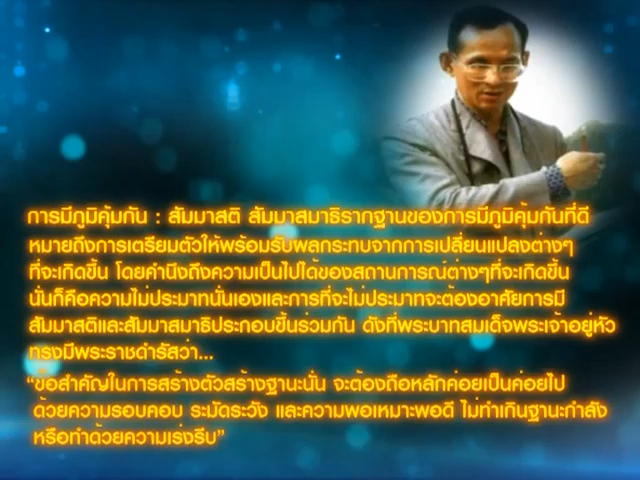 การมีภูมิคุ้มกัน : สัมมาสติ สัมมาสมาธิรากฐานของการมีภูมิคุ้มกันที่ดี
หมายถึงการเตรียมตัวให้พร้อมรับผลกระทบจากการเปลี่ยนแปลงต่างๆ
ที่จะเกิดขึ้น โดยคำนึงถึงความเป็นไปได้ของสถานการณ์ต่างๆที่จะเกิดขึ้น
นั่นก็คือความไม่ประมาทนั่นเองและการที่จะไม่ประมาทจะต้องอาศัยการมี
สัมมาสติและสัมมาสมาธิประกอบขึ้นร่วมกัน ดังที่พระบาทสมเด็จพระเจ้าอยู่หัว
ทรงมีพระราชดำรัสว่า...
“ข้อสำคัญในการสร้างตัวสร้างฐานะนั่น จะต้องถือหลักค่อยเป็นค่อยไป
ด้วยความรอบคอบ ระมัดระวัง และความพอเหมาะพอดี ไม่ทำเกินฐานะกำลัง
หรือทำด้วยความเร่งรีบ”